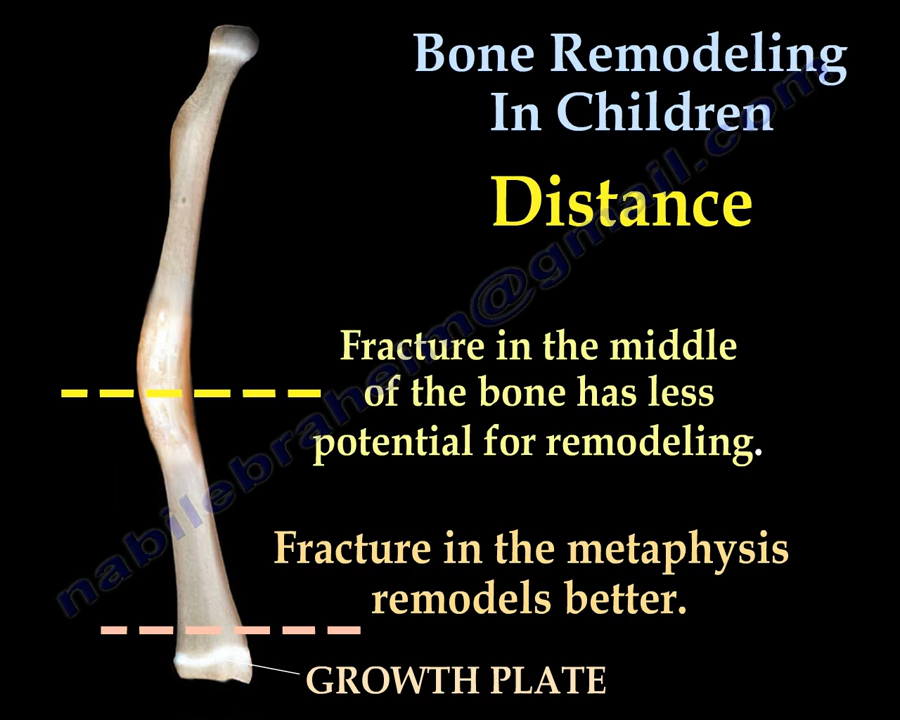 Bone Remodeling
In Children
Distance
Fracture in the middle
of the bone has less
potential for remodeling.
Fracture in the metaphysis
remodels better.
GROWTH PLATE
nabilebraheim@gmail.com